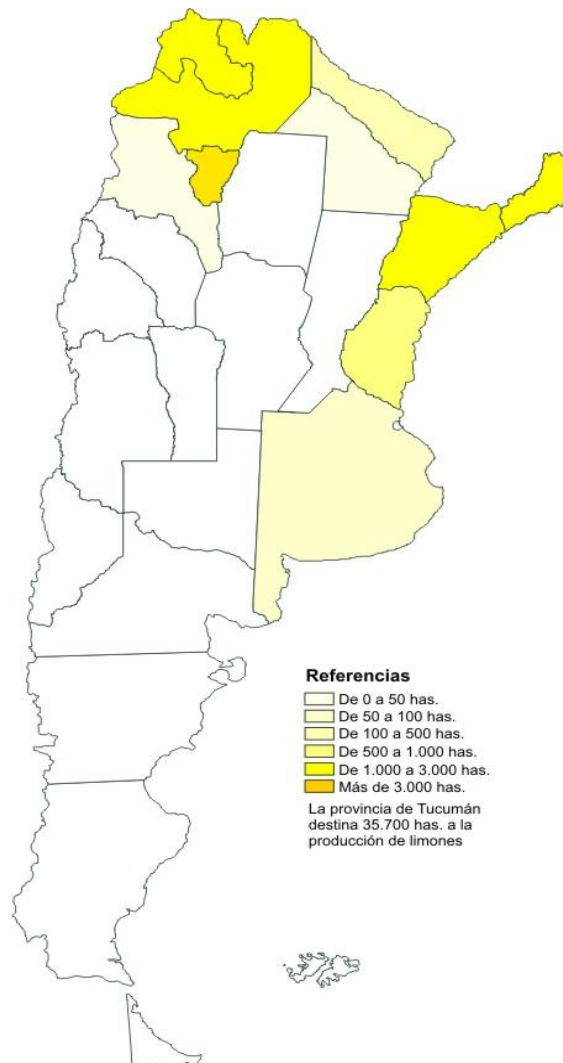 Referencias
De 0 a 50 has.
De 50 a 100 has.
De 100 a 500 has.
De 500 a 1.000 has.
De 1.000 a 3.000 has.
Más de 3.000 has.
La provincia de Tucumán
destina 35.700 has. a la
producción de limones